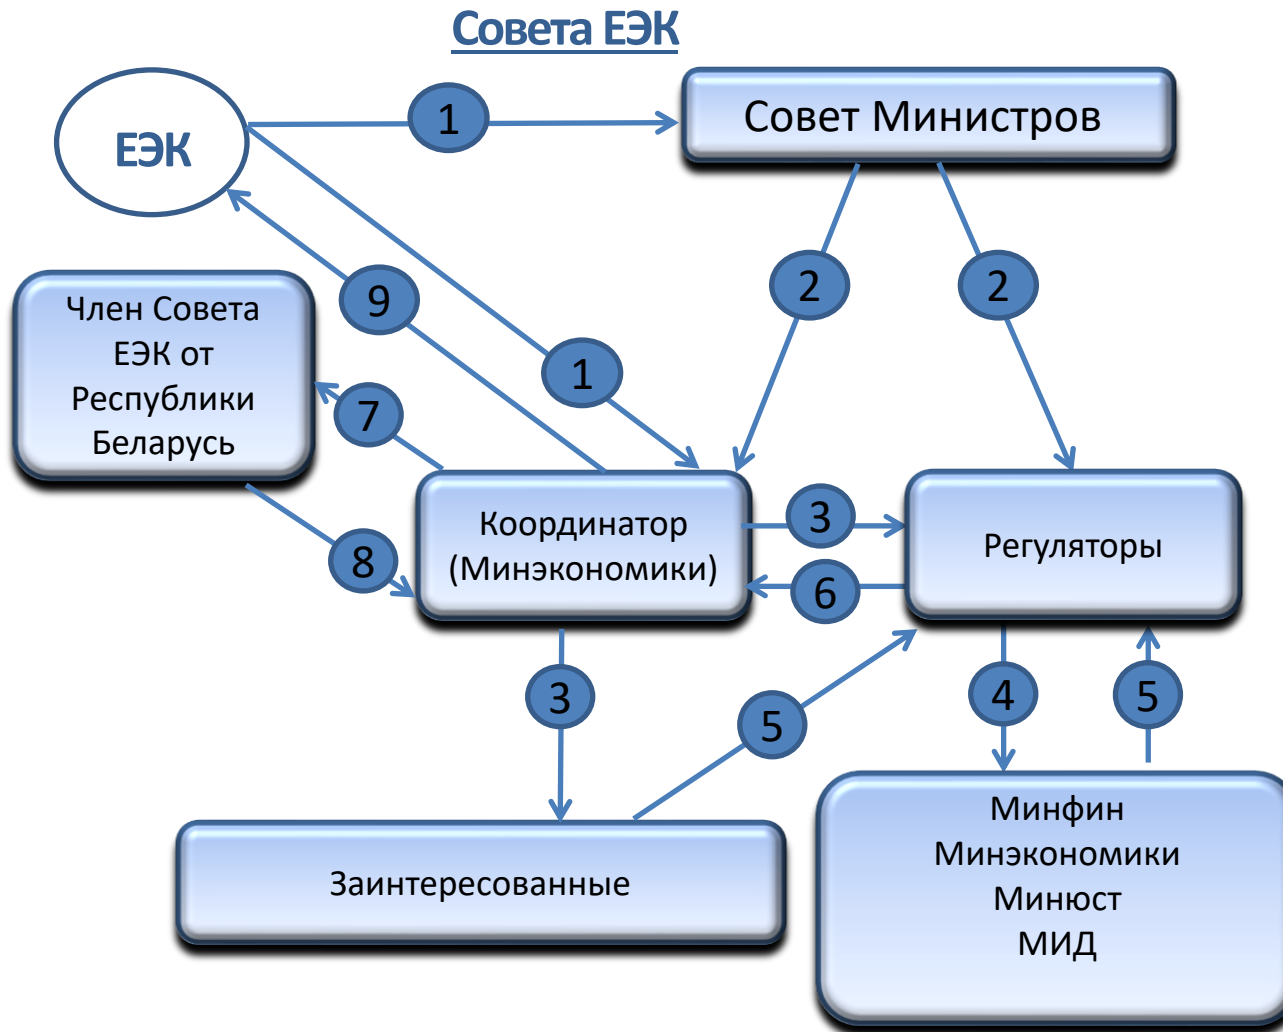 Совета ЕЭК
ЕЭК
1
Совет Министров
2
2
9
1
Член Совета
ЕЭК от
Республики
Беларусь
7
8
Координатор
(Минэкономики)
3
6
Регуляторы
3
5
4
5
Заинтересованные
Минфин
Минэкономики
Минюст
МИД